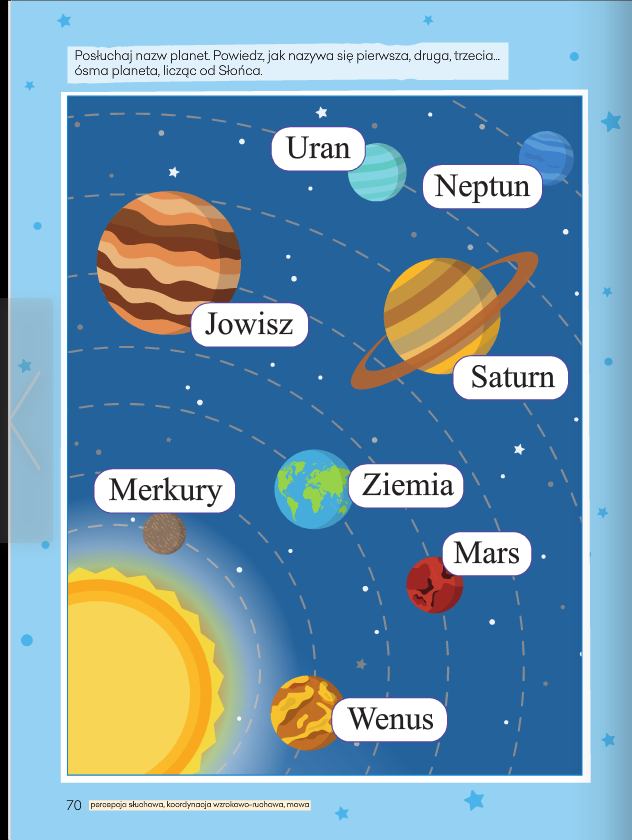 Posłuchaj nazw planet. Powiedz, jak nazywa się pierwsza, druga, trzecia...
ósma planeta, licząc od Słońca.
Uran
Neptun
Jowisz
Saturn
Merkury
Ziemia
Mars
Wenus
70 percepcja słuchowa, koordynacja wzrokowo-ruchowa, mowa